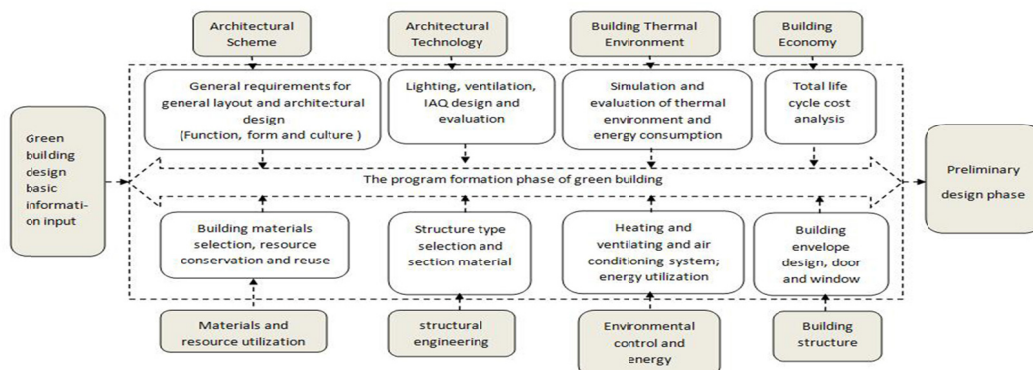 Architectural
Scheme
Architectural
Technology
Building Thermal
Environment
Building
Economy
General requirements for
general layout and architectural
design
(Function, form and culture )
Lighting, ventilation,
IAQ design and
evaluation
Simulation and
evaluation of thermal
environment and
energy consumption
Total life
cycle cost
analysis
Green
building
design
basic
informati-
on input
The program formation phase of green building
Preliminary
design phase
Building materials
selection, resource
conservation and reuse
Structure type
selection and
section material
Heating and
ventilating and air
conditioning system;
energy utilization
Building
envelope
design, door
and window
Materials and
resource utilization
structural
engineering
Environmental
control and
energy
Building
structure